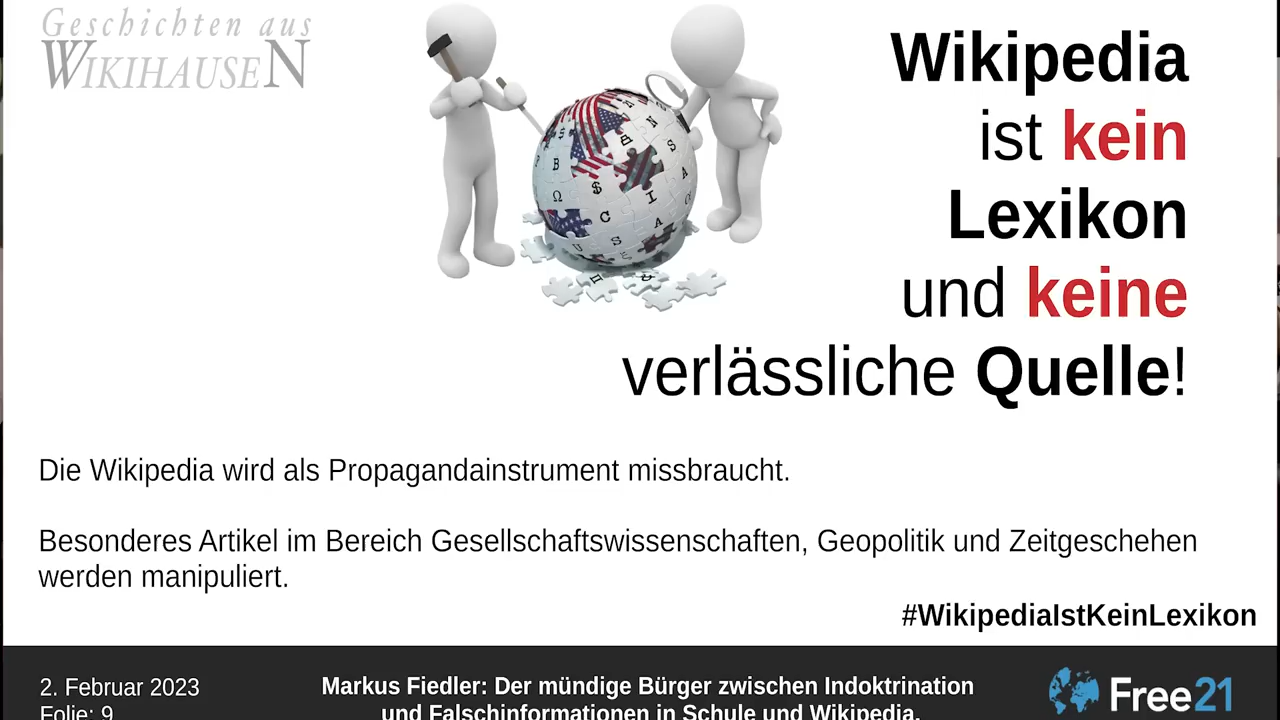 Geschichten aus
WIKIHAUSEN
Wikipedia
ist kein
Lexikon
und keine
verlässliche Quelle!
Die Wikipedia wird als Propagandainstrument missbraucht.
Besonderes Artikel im Bereich Gesellschaftswissenschaften, Geopolitik und Zeitgeschehen
werden manipuliert.
#WikipediaIstKeinLexikon
2. Februar 2023
Folie: 9
Markus Fiedler: Der mündige Bürger zwischen Indoktrination
und Falschinformationen in Schule und Wikipedia.
Free21